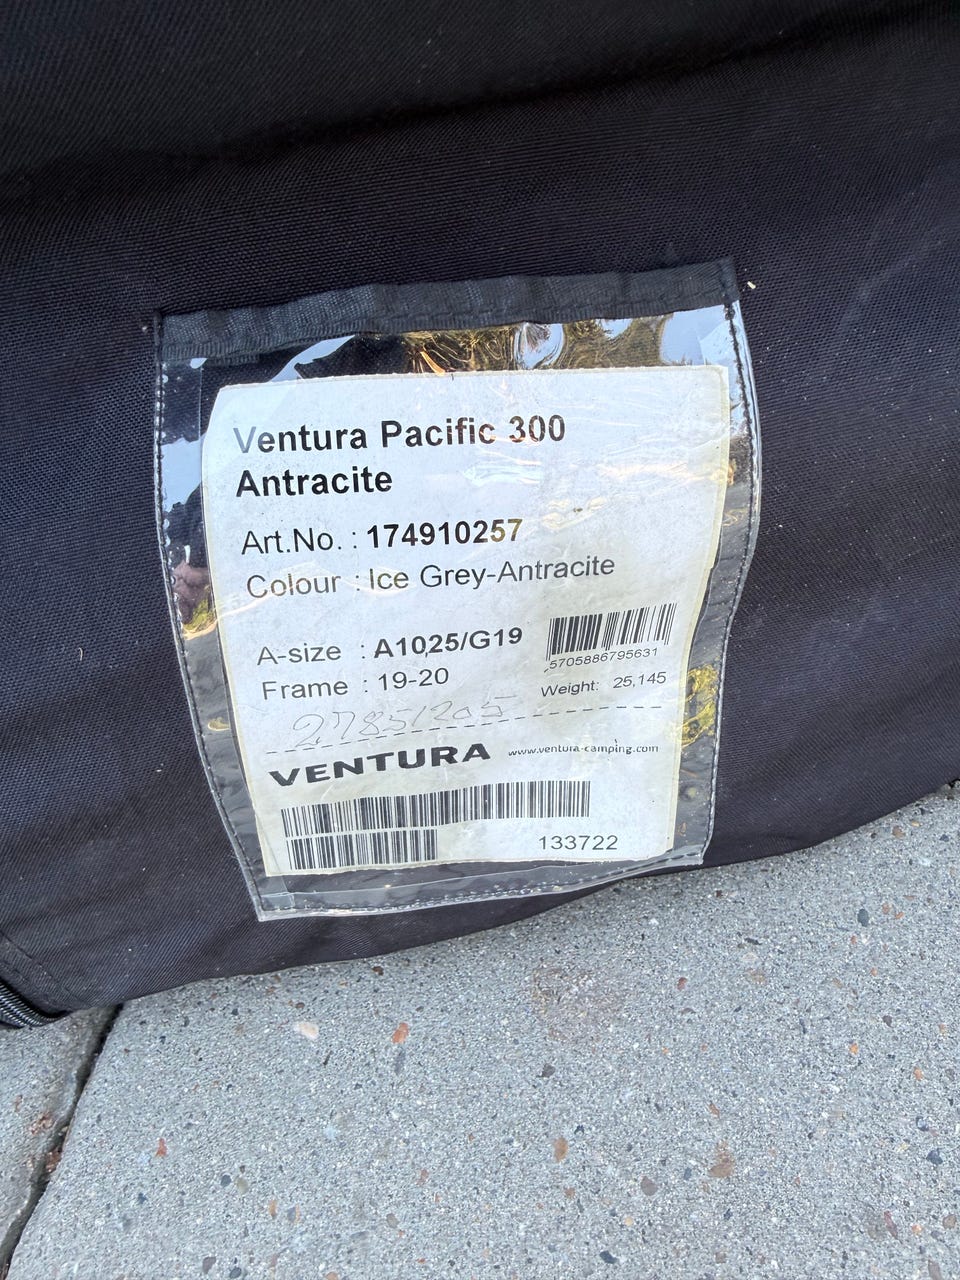 Ventura Pacific 300
Antracite
Art.No. : 174910257
Colour : Ice Grey-Antracite
A-size : A1025/G19
5705886795631
Frame : 19-20
Weight: 25,145
VENTURA www.ventura-camping.com
133722